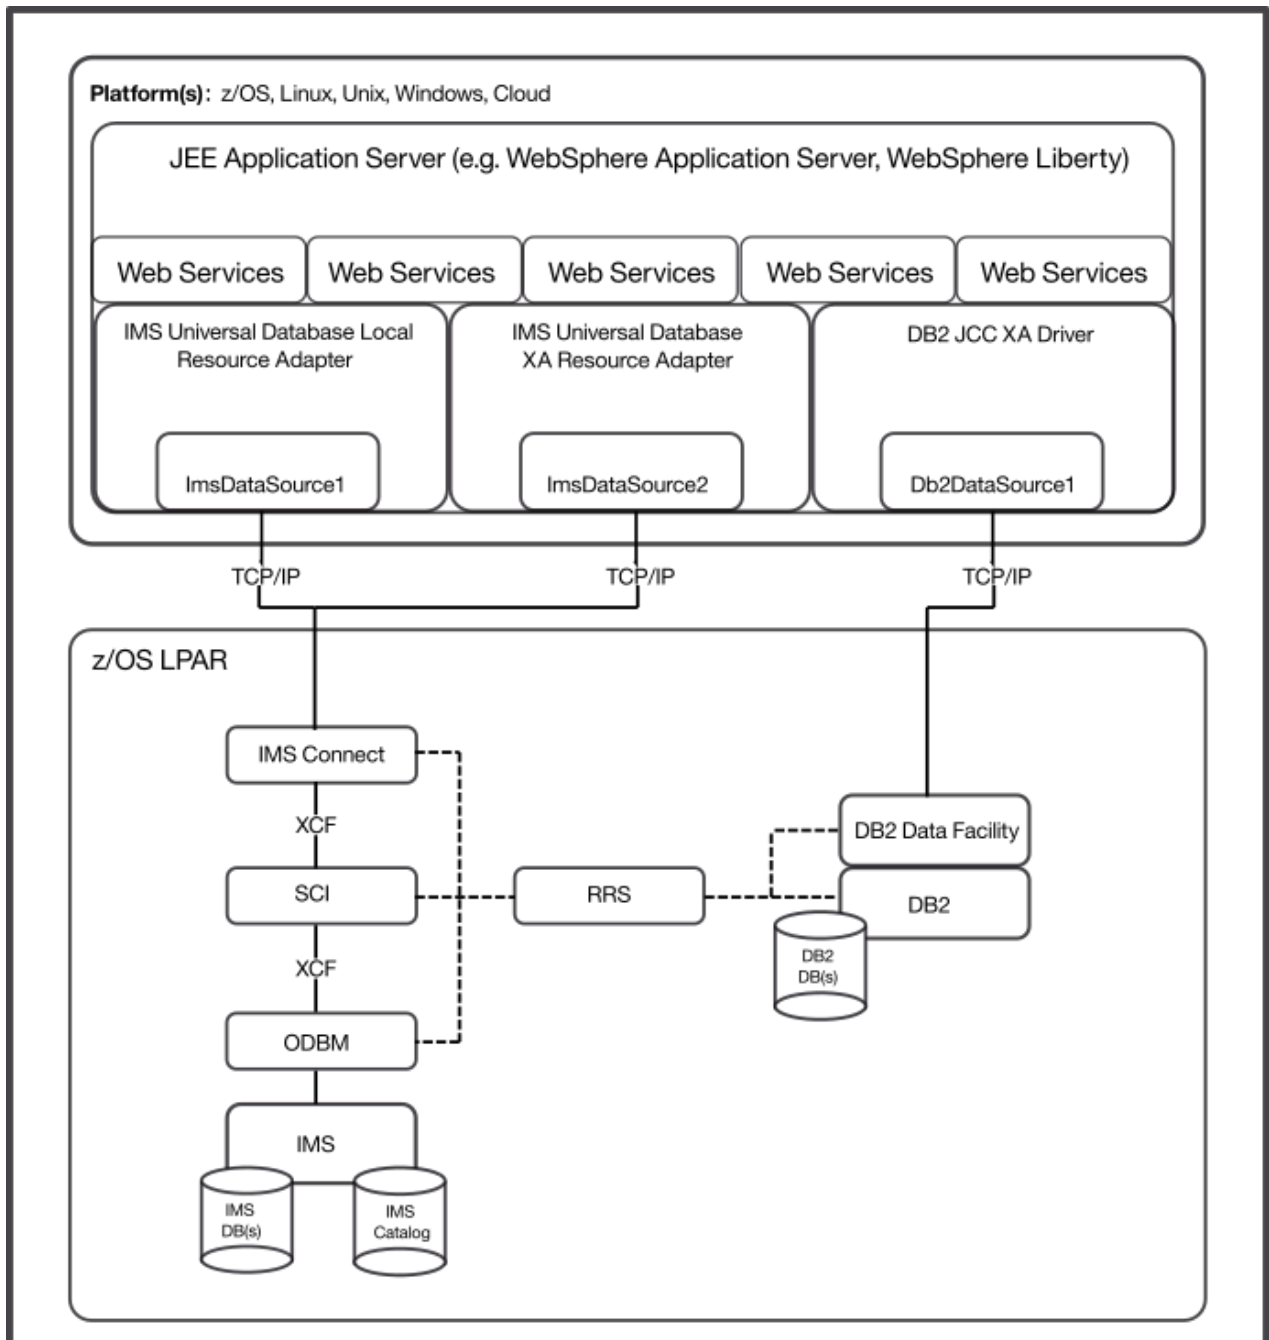 Platform(s): z/OS, Linux, Unix, Windows, Cloud
JEE Application Server (e.g. WebSphere Application Server, WebSphere Liberty)
Web Services
Web Services
Web Services
Web Services
Web Services
IMS Universal Database Local
Resource Adapter
IMS Universal Database
XA Resource Adapter
DB2 JCC XA Driver
ImsDataSource1
ImsDataSource2
Db2DataSource1
TCP/IP
TCP/IP
TCP/IP
z/OS LPAR
IMS Connect
XCF
DB2 Data Facility
SCI
RRS
DB2
XCF
DB2
DB(s)
ODBM
IMS
IMS
DB(s)
IMS
Catalog